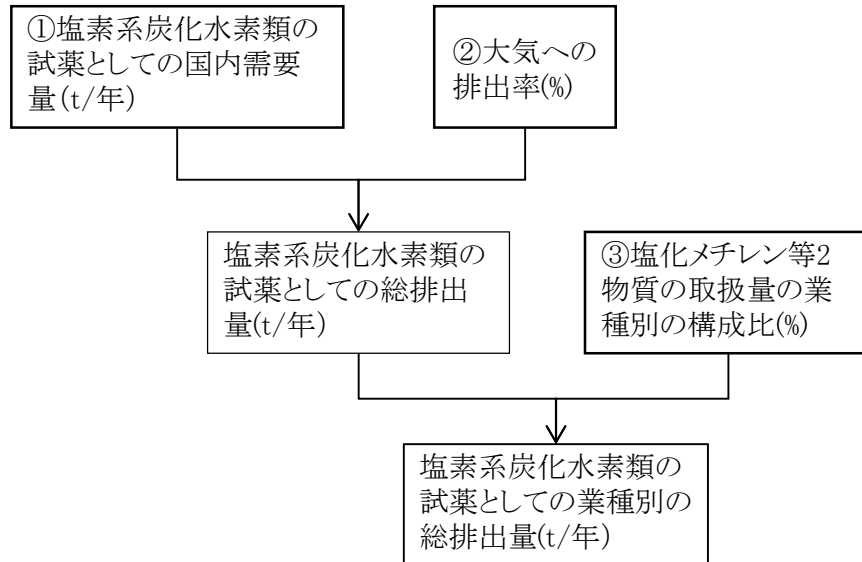 ①塩素系炭化水素類の
試薬としての国内需要
量(t/年)
②大気への
排出率(%)
塩素系炭化水素類の
試薬としての総排出
量(t/年)
③塩化メチレン等2
物質の取扱量の業
種別の構成比(%)
塩素系炭化水素類の
試薬としての業種別の
総排出量(t/年)